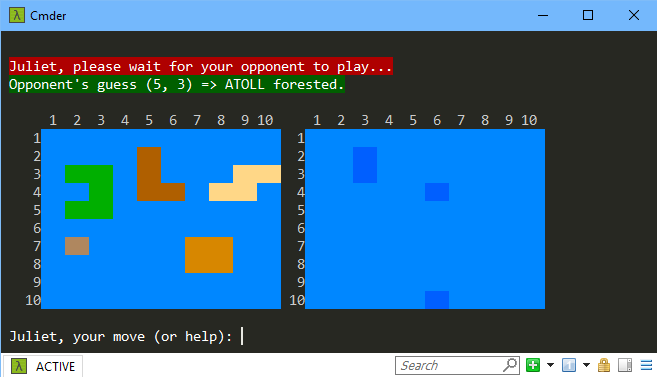 Cmder
Juliet, please wait for your opponent to play...
Opponent's guess (5, 3) => ATOLL forested.
1 2 3 4 5 6 7 8 9 10 1 2 3 4 5 6 7 8 9 10
1 1
2 2
3 3
4 4
5 5
6 6
7 7
8 8
9 9
10 10
Juliet, your move (or help):
λ ACTIVE Search